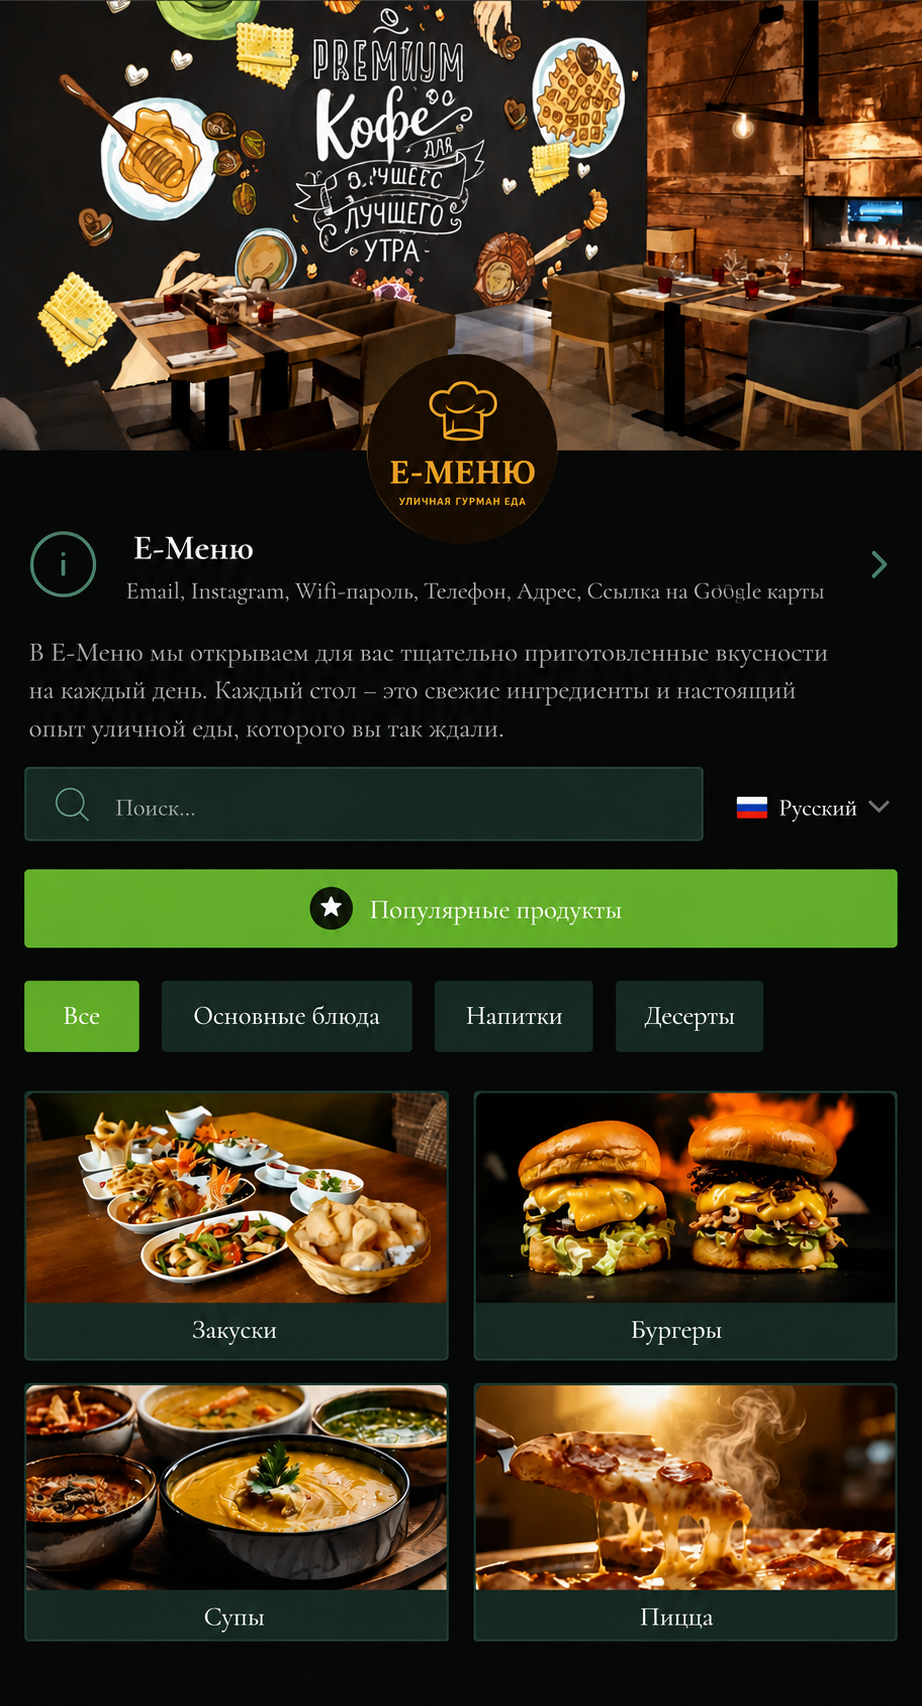 PREMIUM
Кофе
ДЛЯ
ЛУЧШЕГО
УТРА
Е-МЕНЮ
УЛИЧНАЯ ГУРМАН ЕДА
Е-Меню
Email, Instagram, Wifi-пароль, Телефон, Адрес, Ссылка на Google карты
В Е-Меню мы открываем для вас тщательно приготовленные вкусности
на каждый день. Каждый стол – это свежие ингредиенты и настоящий
опыт уличной еды, которого вы так ждали.
Поиск...
Русский
Популярные продукты
Все
Основные блюда
Напитки
Десерты
Закуски
Бургеры
Супы
Пицца